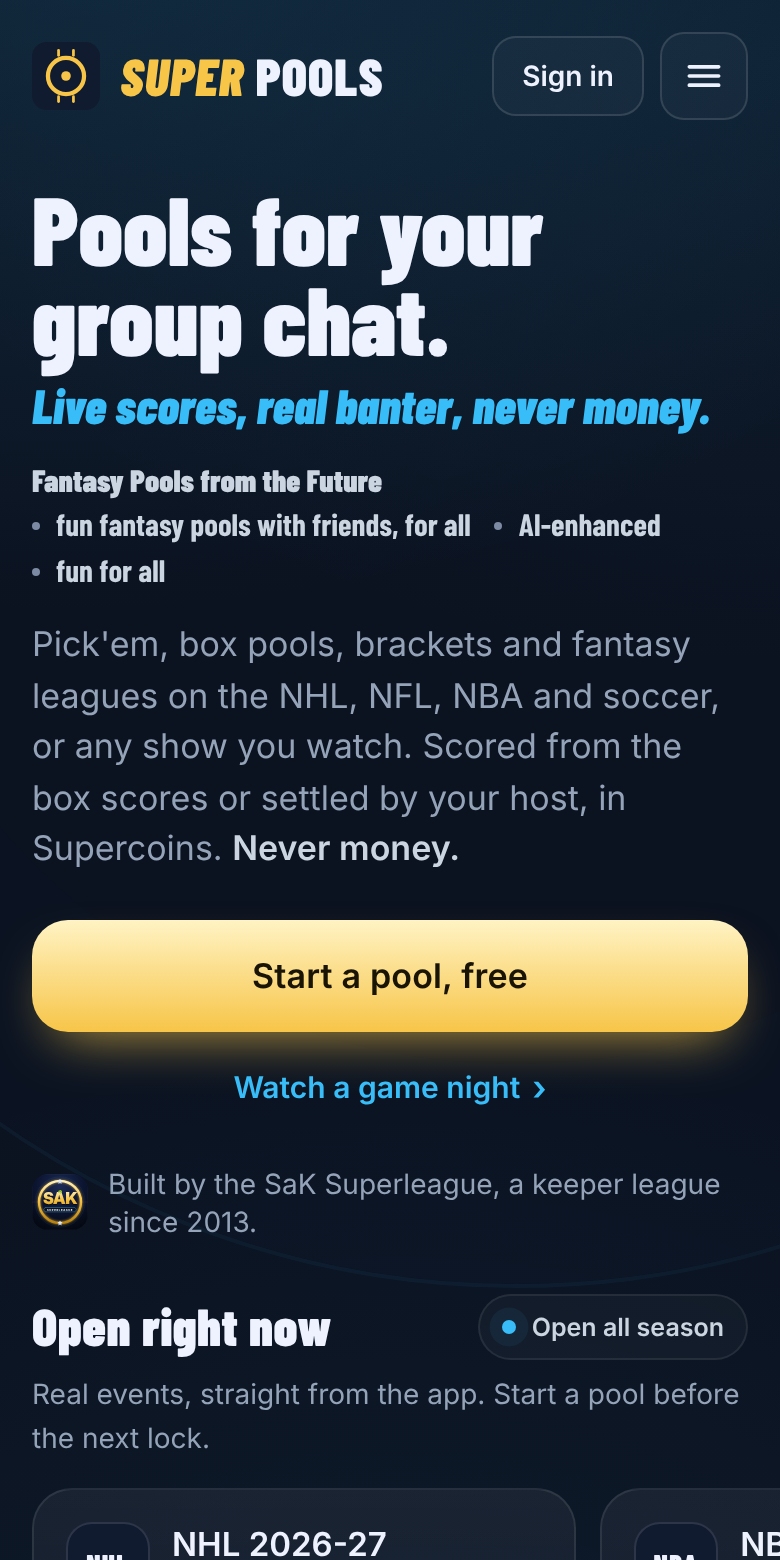 SUPER POOLS
Sign in
Pools for your
group chat.
Live scores, real banter, never money.
Fantasy Pools from the Future
• fun fantasy pools with friends, for all • AI-enhanced
• fun for all
Pick'em, box pools, brackets and fantasy
leagues on the NHL, NFL, NBA and soccer,
or any show you watch. Scored from the
box scores or settled by your host, in
Supercoins. Never money.
Start a pool, free
Watch a game night ›
SAK
Built by the SaK Superleague, a keeper league
since 2013.
Open right now
Open all season
Real events, straight from the app. Start a pool before
the next lock.
NHL 2026-27